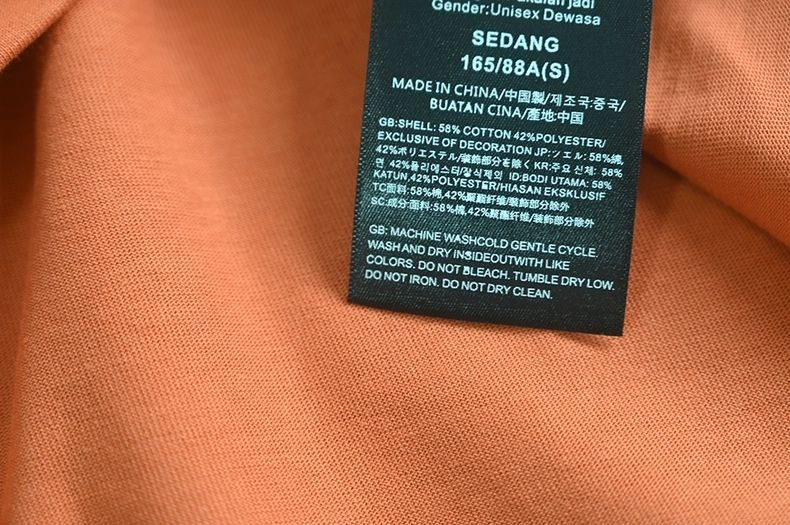 jadi
Gender:Unisex Dewasa
SEDANG
165/88A(S)
MADE IN CHINA/中国製/제조국:중국/
BUATAN CINA/產地:中国
GB:SHELL: 58% COTTON 42%POLYESTER/
EXCLUSIVE OF DECORATION JP:ツェル: 58%綿,
42%ポリエステル/装飾部分を除く KR:주요 신체: 58%
면 42%폴리에스터/장식제외 ID:BODI UTAMA: 58%
KATUN,42%POLYESTER/HIASAN EKSKLUSIF
TC面料:58%棉,42%聚酯纤维/装飾部分除外
SC:成分:面料:58%棉,42%聚酯纤维/装飾部分除外
GB: MACHINE WASHCOLD GENTLE CYCLE.
WASH AND DRY INSIDEOUTWITH LIKE
COLORS. DO NOT BLEACH. TUMBLE DRY LOW.
DO NOT IRON. DO NOT DRY CLEAN.